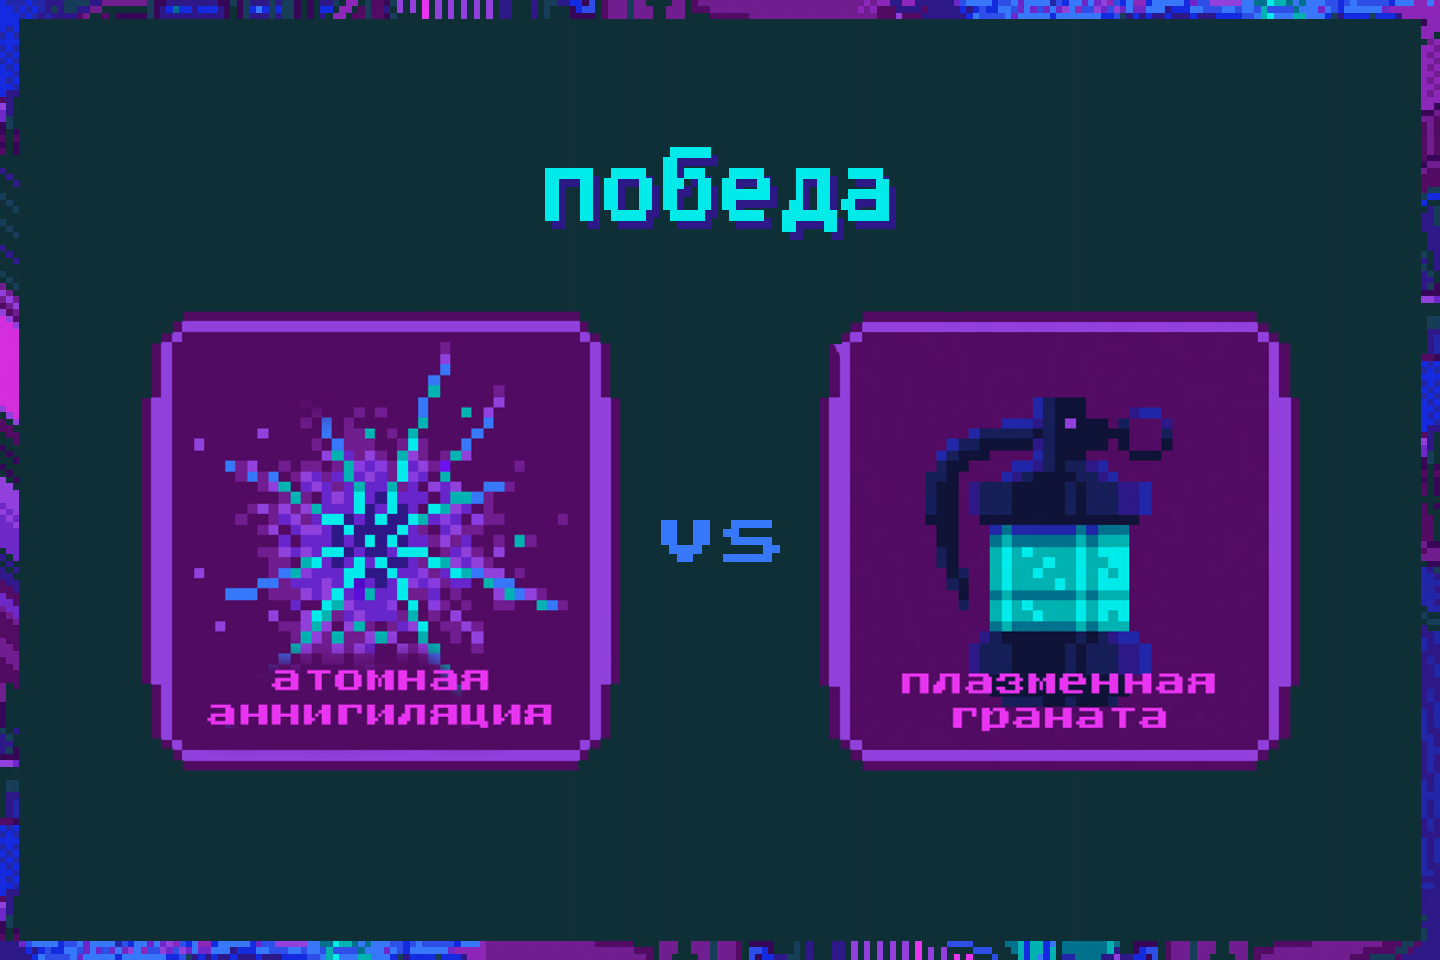 победа
атомная
аннигиляция
vs
плазменная
граната